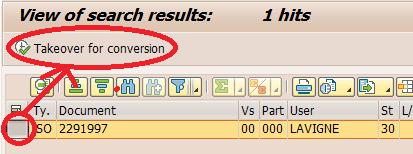 View of search results: 1 hits
Takeover for conversion
Ty. Document Vs Part User St L/
SO 2291997 00 000 LAVIGNE 30